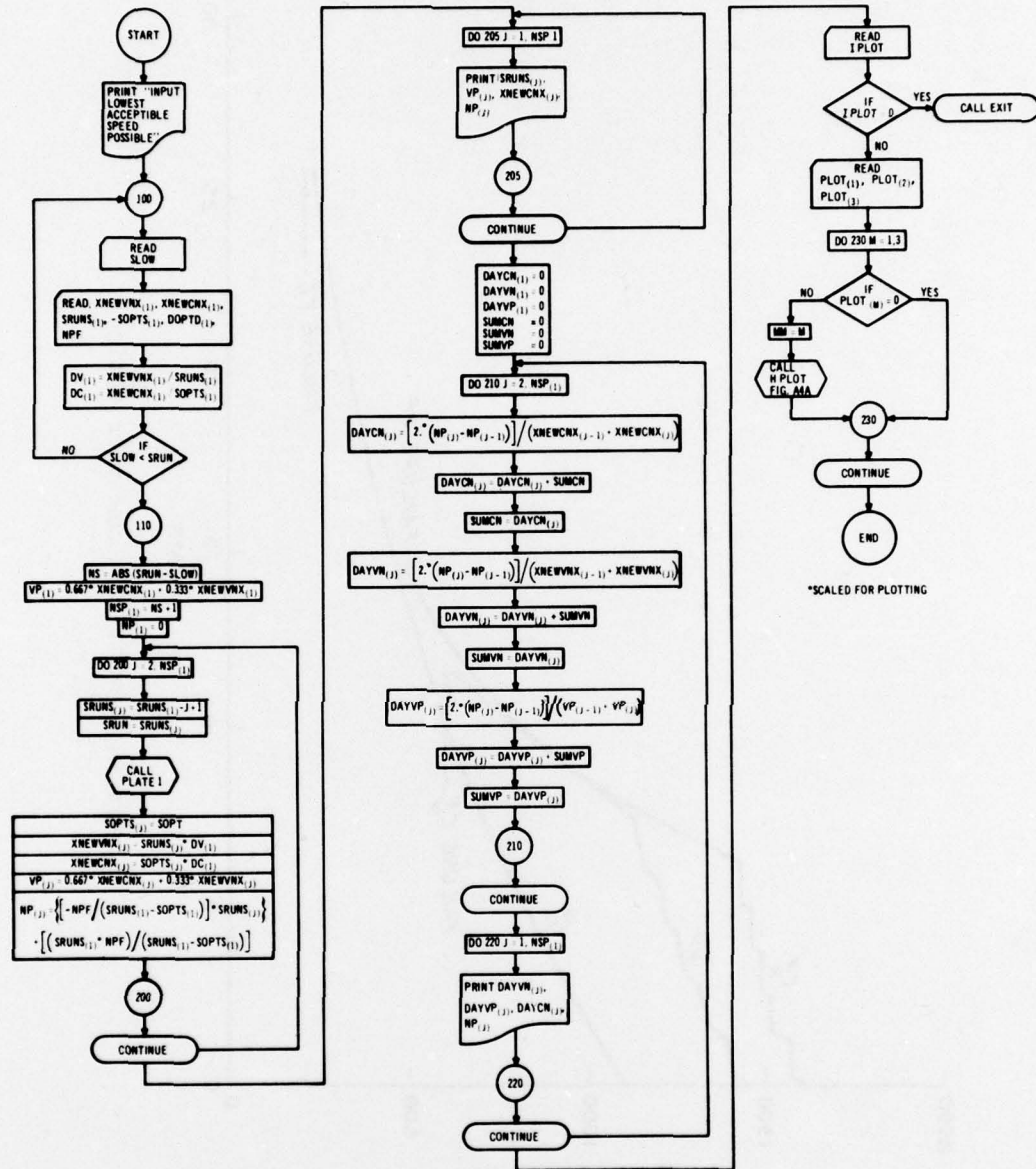 START
PRINT "INPUT
LOWEST
ACCEPTIBLE
SPEED
POSSIBLE"
100
READ
SLOW
READ, XNEWVNX(1), XNEWCNX(1),
SRUNS(1), -SOPTS(1), DOPTD(1),
NPF
DV(1) = XNEWVNX(1) / SRUNS(1)
DC(1) = XNEWCNX(1) / SOPTS(1)
IF
SLOW < SRUN
NO
110
NS = ABS (SRUN - SLOW)
VP(1) = 0.667* XNEWCNX(1) + 0.333* XNEWVNX(1)
NSP(1) = NS + 1
NP(1) = 0
DO 200 J = 2, NSP(1)
SRUNS(J) = SRUNS(1) - J + 1
SRUN = SRUNS(J)
CALL
PLATE 1
SOPTS(J) = SOPT
XNEWVNX(J) = SRUNS(J)* DV(1)
XNEWCNX(J) = SOPTS(J)* DC(1)
VP(J) = 0.667* XNEWCNX(J) + 0.333* XNEWVNX(J)
NP(J) = {[-NPF/(SRUNS(1)-SOPTS(1))] * SRUNS(J)}
+ [(SRUNS(1)* NPF)/(SRUNS(1)-SOPTS(1))]
200
CONTINUE
DO 205 J = 1, NSP 1
PRINT SRUNS(J),
VP(J), XNEWCNX(J),
NP(J)
205
CONTINUE
DAYCN(1) = 0
DAYVN(1) = 0
DAYVP(1) = 0
SUMCN = 0
SUMVN = 0
SUMVP = 0
DO 210 J = 2, NSP(1)
DAYCN(J) = [2.*(NP(J)-NP(J-1))]/(XNEWCNX(J-1) + XNEWCNX(J))
DAYCN(J) = DAYCN(J) + SUMCN
SUMCN = DAYCN(J)
DAYVN(J) = [2.*(NP(J)-NP(J-1))]/(XNEWVNX(J-1) + XNEWVNX(J))
DAYVN(J) = DAYVN(J) + SUMVN
SUMVN = DAYVN(J)
DAYVP(J) = [2.*(NP(J)-NP(J-1))]/(VP(J-1) + VP(J))
DAYVP(J) = DAYVP(J) + SUMVP
SUMVP = DAYVP(J)
210
CONTINUE
DO 220 J = 1, NSP(1)
PRINT DAYVN(J),
DAYVP(J), DAYCN(J),
NP(J)
220
CONTINUE
READ
I PLOT
IF
I PLOT = 0
YES
CALL EXIT
NO
READ
PLOT(1), PLOT(2),
PLOT(3)
DO 230 M = 1,3
IF
PLOT (M) = 0
NO
YES
MM = M
CALL
H PLOT
FIG. A4A
230
CONTINUE
END
*SCALED FOR PLOTTING